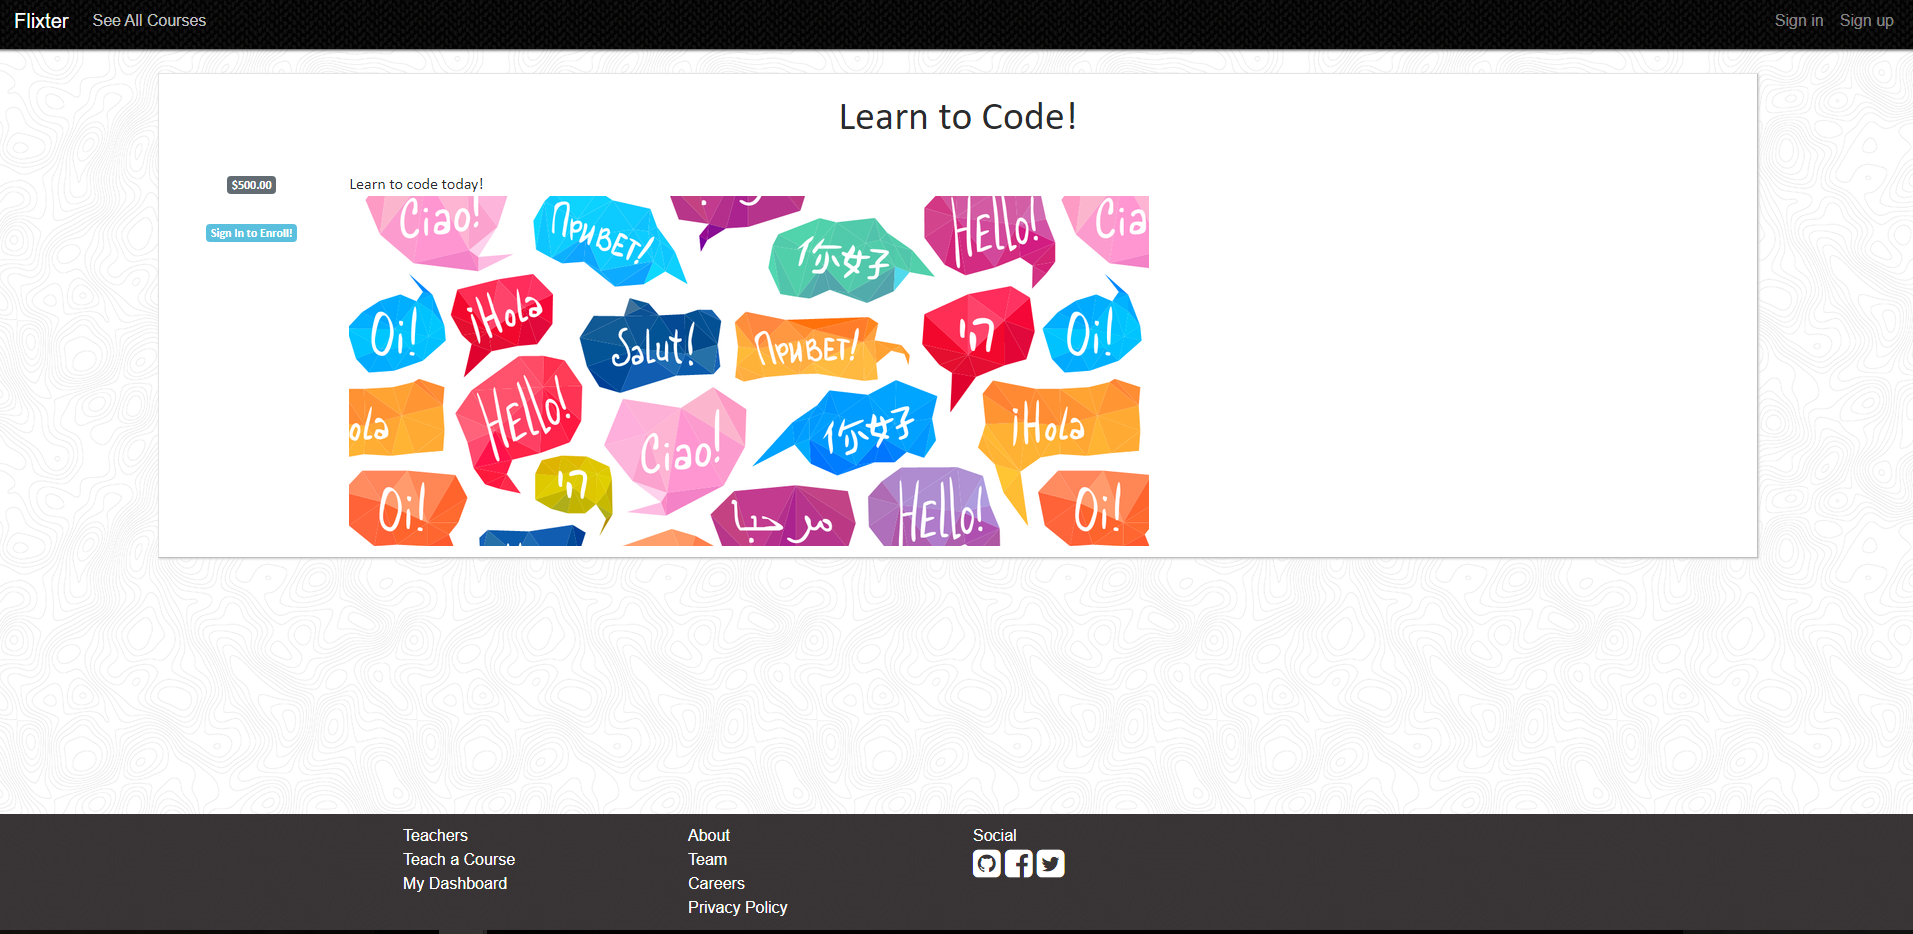 Flixter See All Courses Sign in Sign up
Learn to Code!
$500.00
Learn to code today!
Sign In to Enroll!
Ciao!
Привет!
你好
Hello!
Cia
Oi!
¡Hola
Salut!
Привет!
היי
Oi!
ola
Hello!
Ciao!
你好
¡Hola
Oi!
היי
مرحبا
Hello!
Oi!
Teachers
Teach a Course
My Dashboard
About
Team
Careers
Privacy Policy
Social